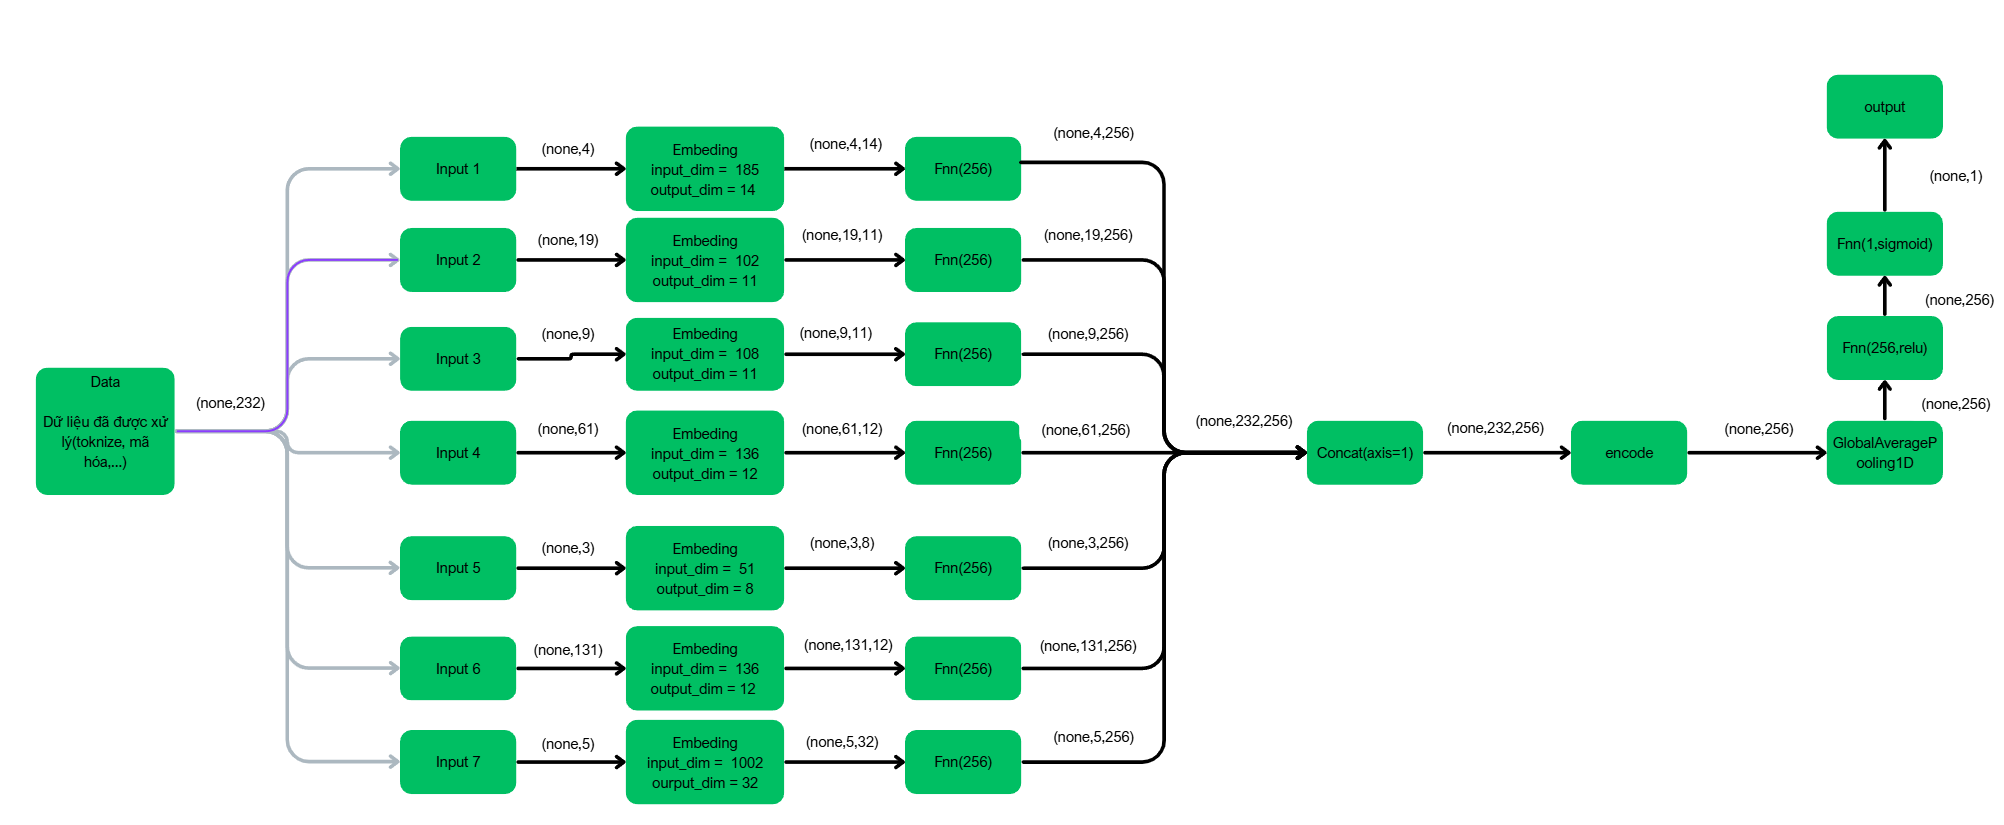 Data
Dữ liệu đã được xử
lý(toknize, mã
hóa,...)
(none,232)
Input 1
(none,4)
Embeding
input_dim = 185
output_dim = 14
(none,4,14)
Fnn(256)
(none,4,256)
Input 2
(none,19)
Embeding
input_dim = 102
output_dim = 11
(none,19,11)
Fnn(256)
(none,19,256)
Input 3
(none,9)
Embeding
input_dim = 108
output_dim = 11
(none,9,11)
Fnn(256)
(none,9,256)
Input 4
(none,61)
Embeding
input_dim = 136
output_dim = 12
(none,61,12)
Fnn(256)
(none,61,256)
Input 5
(none,3)
Embeding
input_dim = 51
output_dim = 8
(none,3,8)
Fnn(256)
(none,3,256)
Input 6
(none,131)
Embeding
input_dim = 136
output_dim = 12
(none,131,12)
Fnn(256)
(none,131,256)
Input 7
(none,5)
Embeding
input_dim = 1002
ourput_dim = 32
(none,5,32)
Fnn(256)
(none,5,256)
(none,232,256)
Concat(axis=1)
(none,232,256)
encode
(none,256)
GlobalAverageP
ooling1D
(none,256)
Fnn(256,relu)
(none,256)
Fnn(1,sigmoid)
(none,1)
output